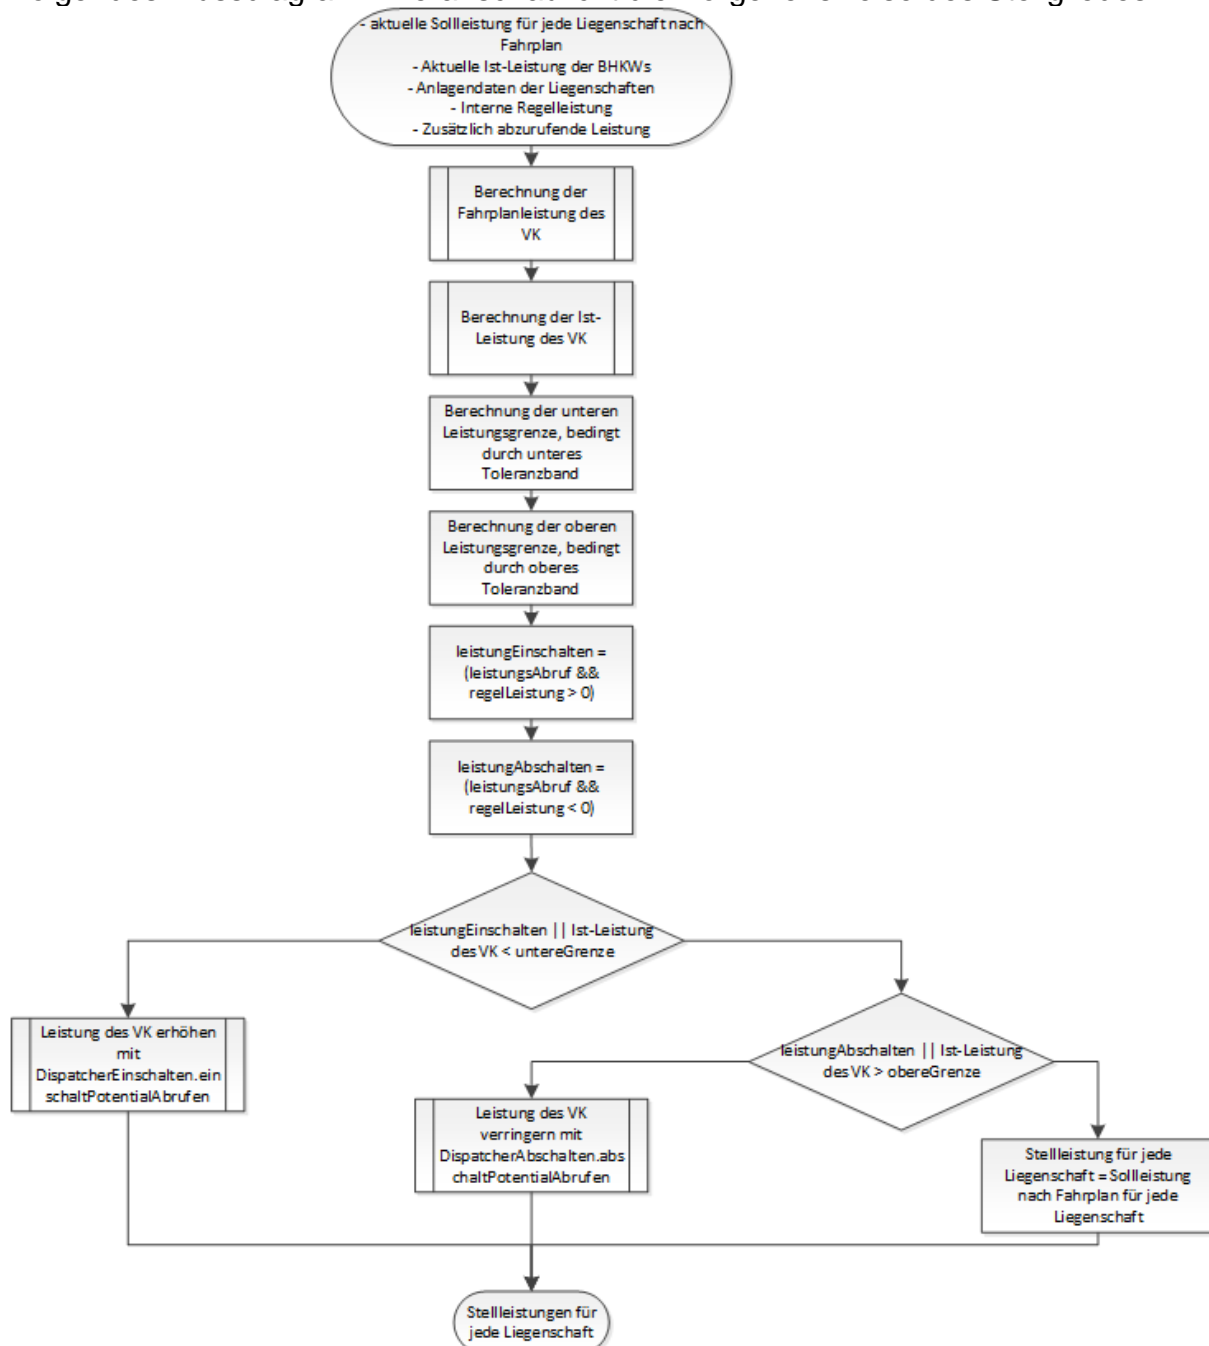 - aktuelle Sollleistung für jede Liegenschaft nach
Fahrplan
- Aktuelle Ist-Leistung der BHKWs
- Anlagendaten der Liegenschaften
- Interne Regelleistung
- Zusätzlich abzurufende Leistung
Berechnung der
Fahrplanleistung des
VK
Berechnung der Ist-
Leistung des VK
Berechnung der unteren
Leistungsgrenze, bedingt
durch unteres
Toleranzband
Berechnung der oberen
Leistungsgrenze, bedingt
durch oberes
Toleranzband
leistungEinschalten =
(leistungsAbruf &&
regelLeistung > 0)
leistungAbschalten =
(leistungsAbruf &&
regelLeistung < 0)
leistungEinschalten || Ist-Leistung
des VK < untereGrenze
Leistung des VK erhöhen
mit
DispatcherEinschalten.ein
schaltPotentialAbrufen
leistungAbschalten || Ist-Leistung
des VK > obereGrenze
Leistung des VK
verringern mit
DispatcherAbschalten.abs
chaltPotentialAbrufen
Stellleistung für jede
Liegenschaft = Sollleistung
nach Fahrplan für jede
Liegenschaft
Stellleistungen für
jede Liegenschaft